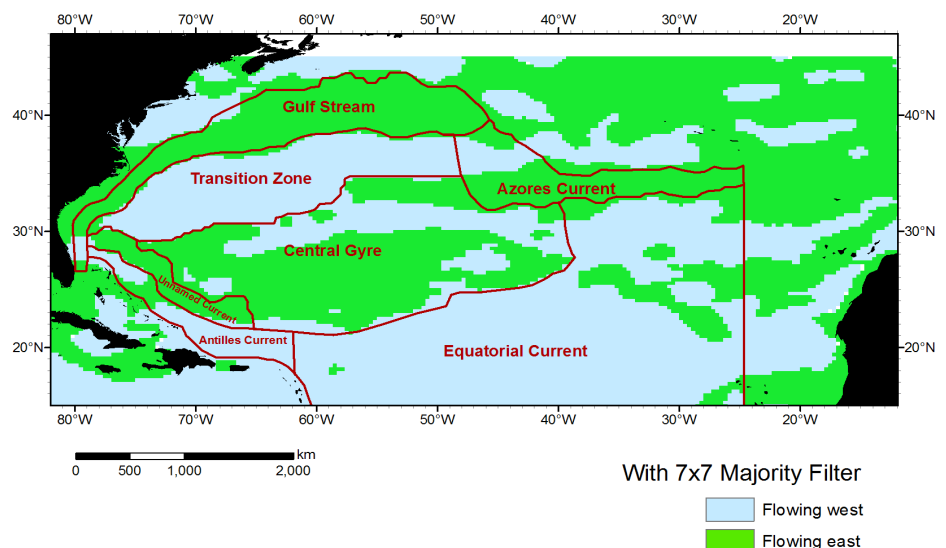 80°W 70°W 60°W 50°W 40°W 30°W 20°W
40°N 40°N
30°N 30°N
20°N 20°N
Gulf Stream
Transition Zone
Azores Current
Central Gyre
Unnamed Current
Antilles Current
Equatorial Current
80°W 70°W 60°W 50°W 40°W 30°W 20°W
km
0 500 1,000 2,000
With 7x7 Majority Filter
Flowing west
Flowing east